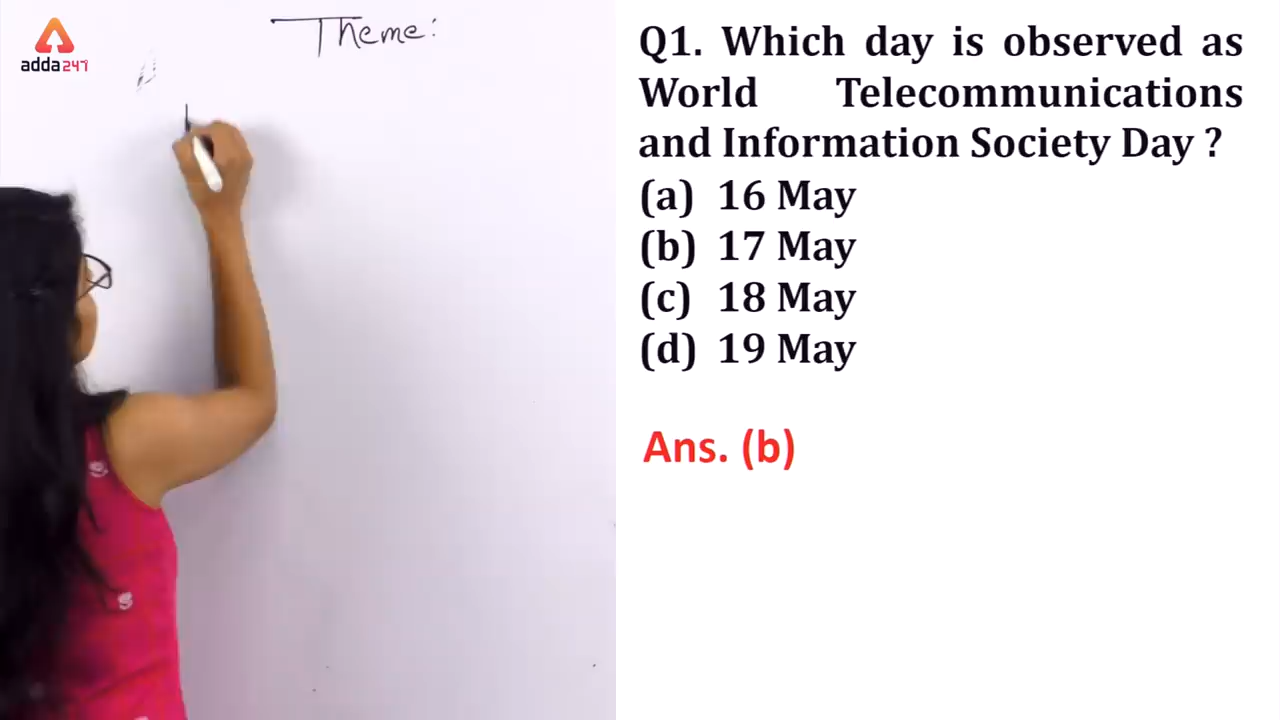 adda247
Theme:
Q1. Which day is observed as
World Telecommunications
and Information Society Day ?
(a) 16 May
(b) 17 May
(c) 18 May
(d) 19 May
Ans. (b)